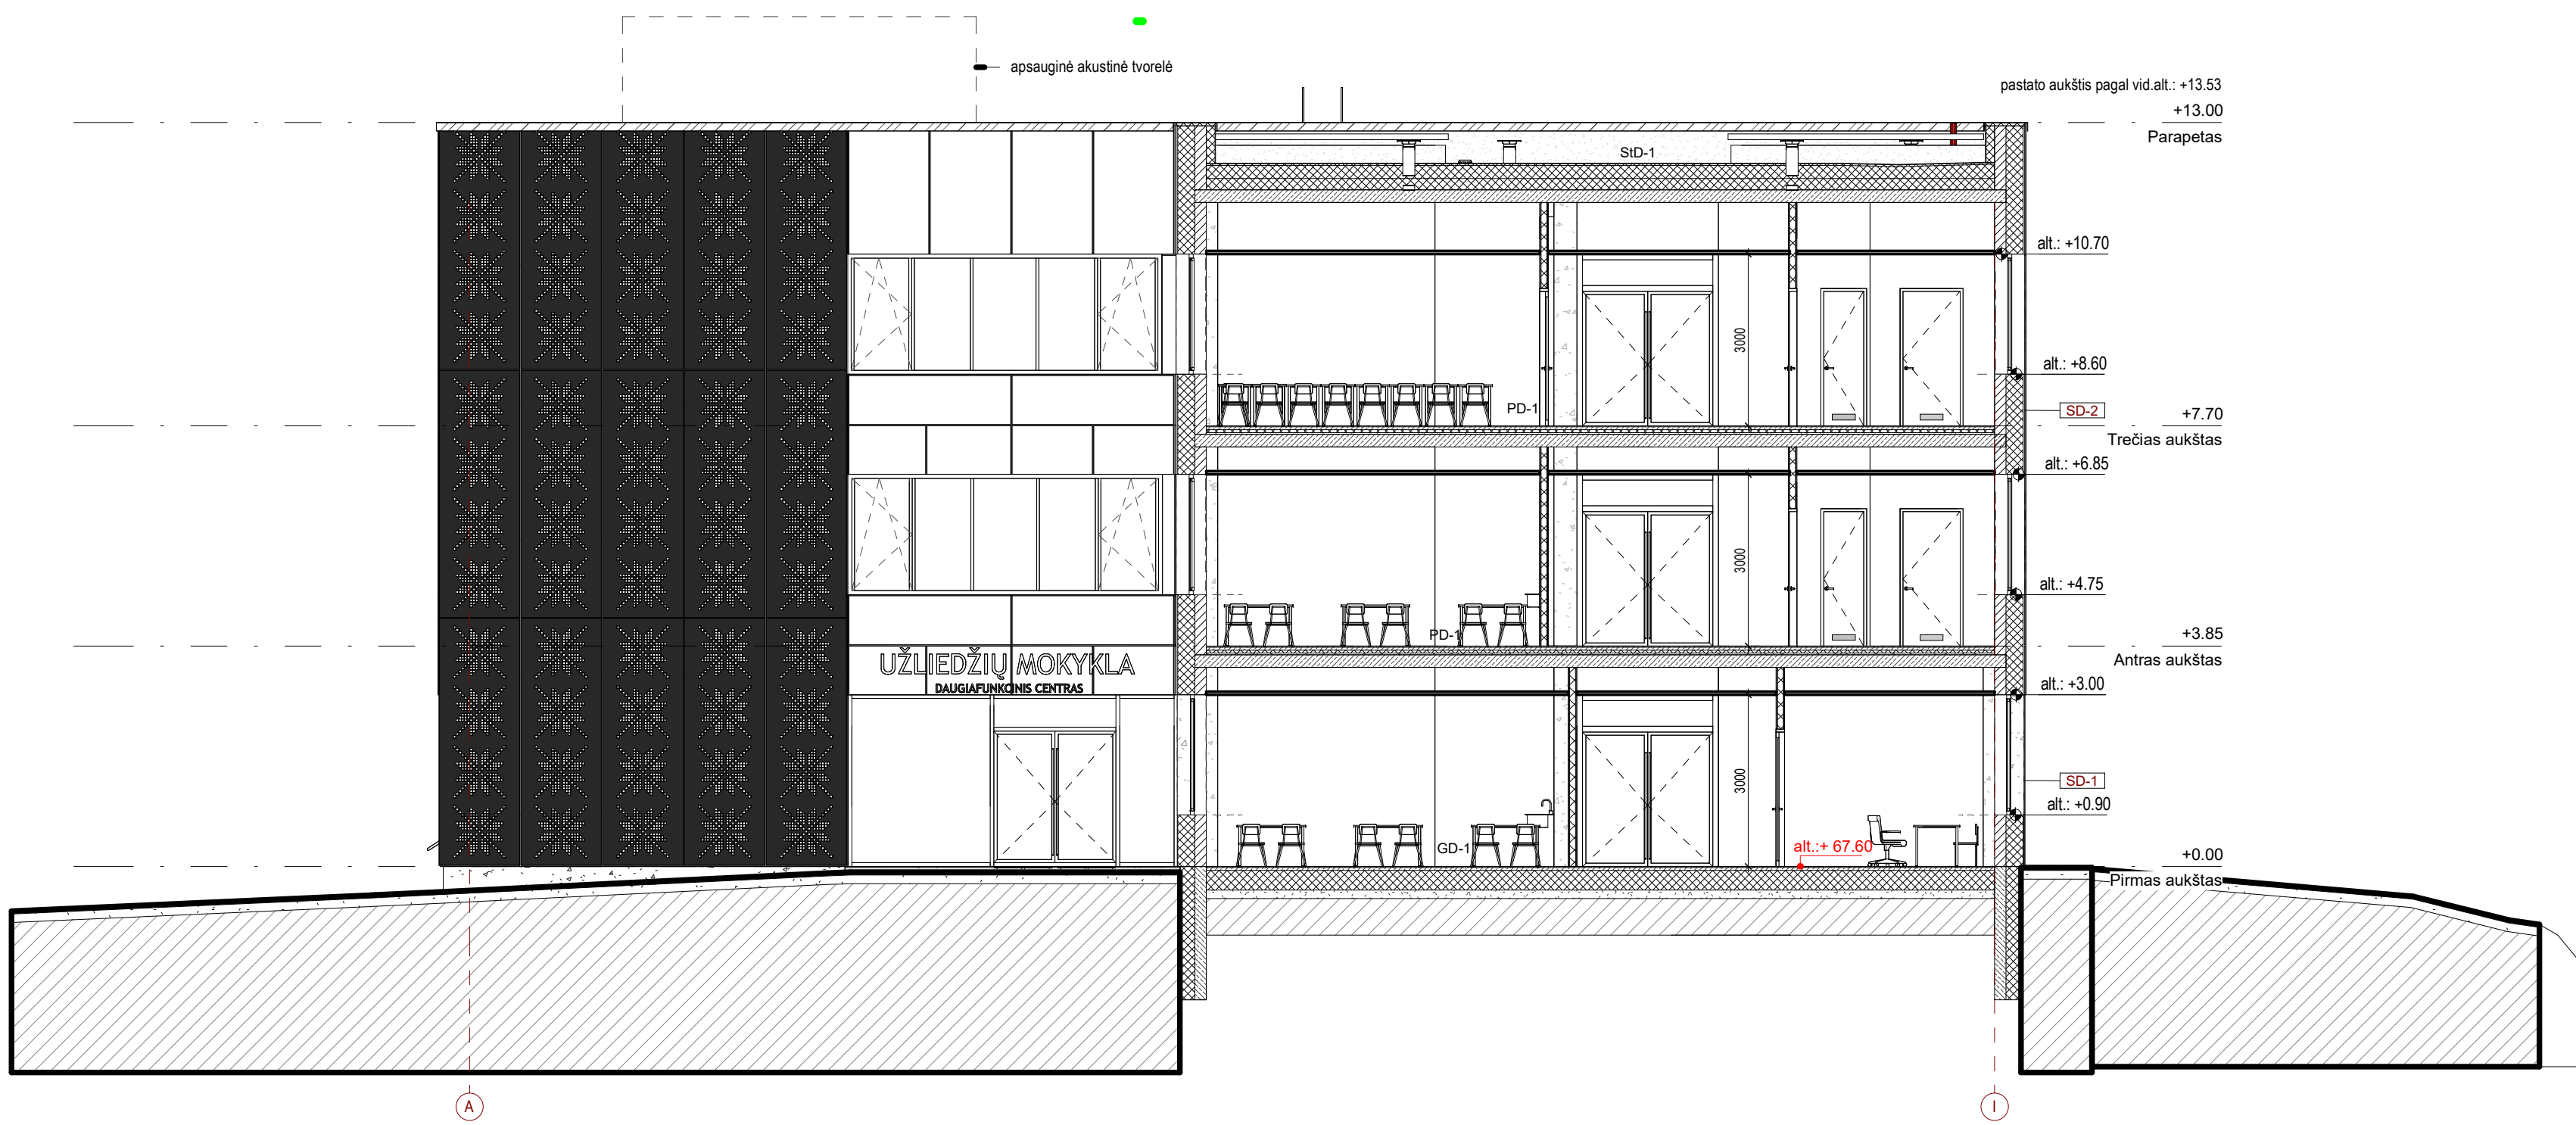 apsauginė akustinė tvorelė
pastato aukštis pagal vid.alt.: +13.53
+13.00
Parapetas
StD-1
alt.: +10.70
3000
alt.: +8.60
PD-1
SD-2
+7.70
Trečias aukštas
alt.: +6.85
3000
alt.: +4.75
PD-1
+3.85
Antras aukštas
UŽLIEDŽIŲ MOKYKLA
DAUGIAFUNKCINIS CENTRAS
alt.: +3.00
3000
SD-1
alt.: +0.90
GD-1
alt.:+ 67.60
+0.00
Pirmas aukštas
A
I